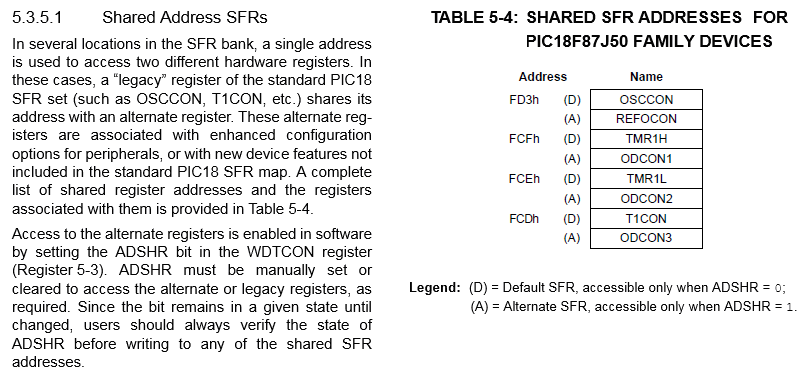 5.3.5.1 Shared Address SFRs
In several locations in the SFR bank, a single address
is used to access two different hardware registers. In
these cases, a “legacy” register of the standard PIC18
SFR set (such as OSCCON, T1CON, etc.) shares its
address with an alternate register. These alternate reg-
isters are associated with enhanced configuration
options for peripherals, or with new device features not
included in the standard PIC18 SFR map. A complete
list of shared register addresses and the registers
associated with them is provided in Table 5-4.
Access to the alternate registers is enabled in software
by setting the ADSHR bit in the WDTCON register
(Register 5-3). ADSHR must be manually set or
cleared to access the alternate or legacy registers, as
required. Since the bit remains in a given state until
changed, users should always verify the state of
ADSHR before writing to any of the shared SFR
addresses.
TABLE 5-4: SHARED SFR ADDRESSES FOR
PIC18F87J50 FAMILY DEVICES
Address Name
FD3h (D) OSCCON
(A) REFOCON
FCFh (D) TMR1H
(A) ODCON1
FCEh (D) TMR1L
(A) ODCON2
FCDh (D) T1CON
(A) ODCON3
Legend: (D) = Default SFR, accessible only when ADSHR = 0;
(A) = Alternate SFR, accessible only when ADSHR = 1.